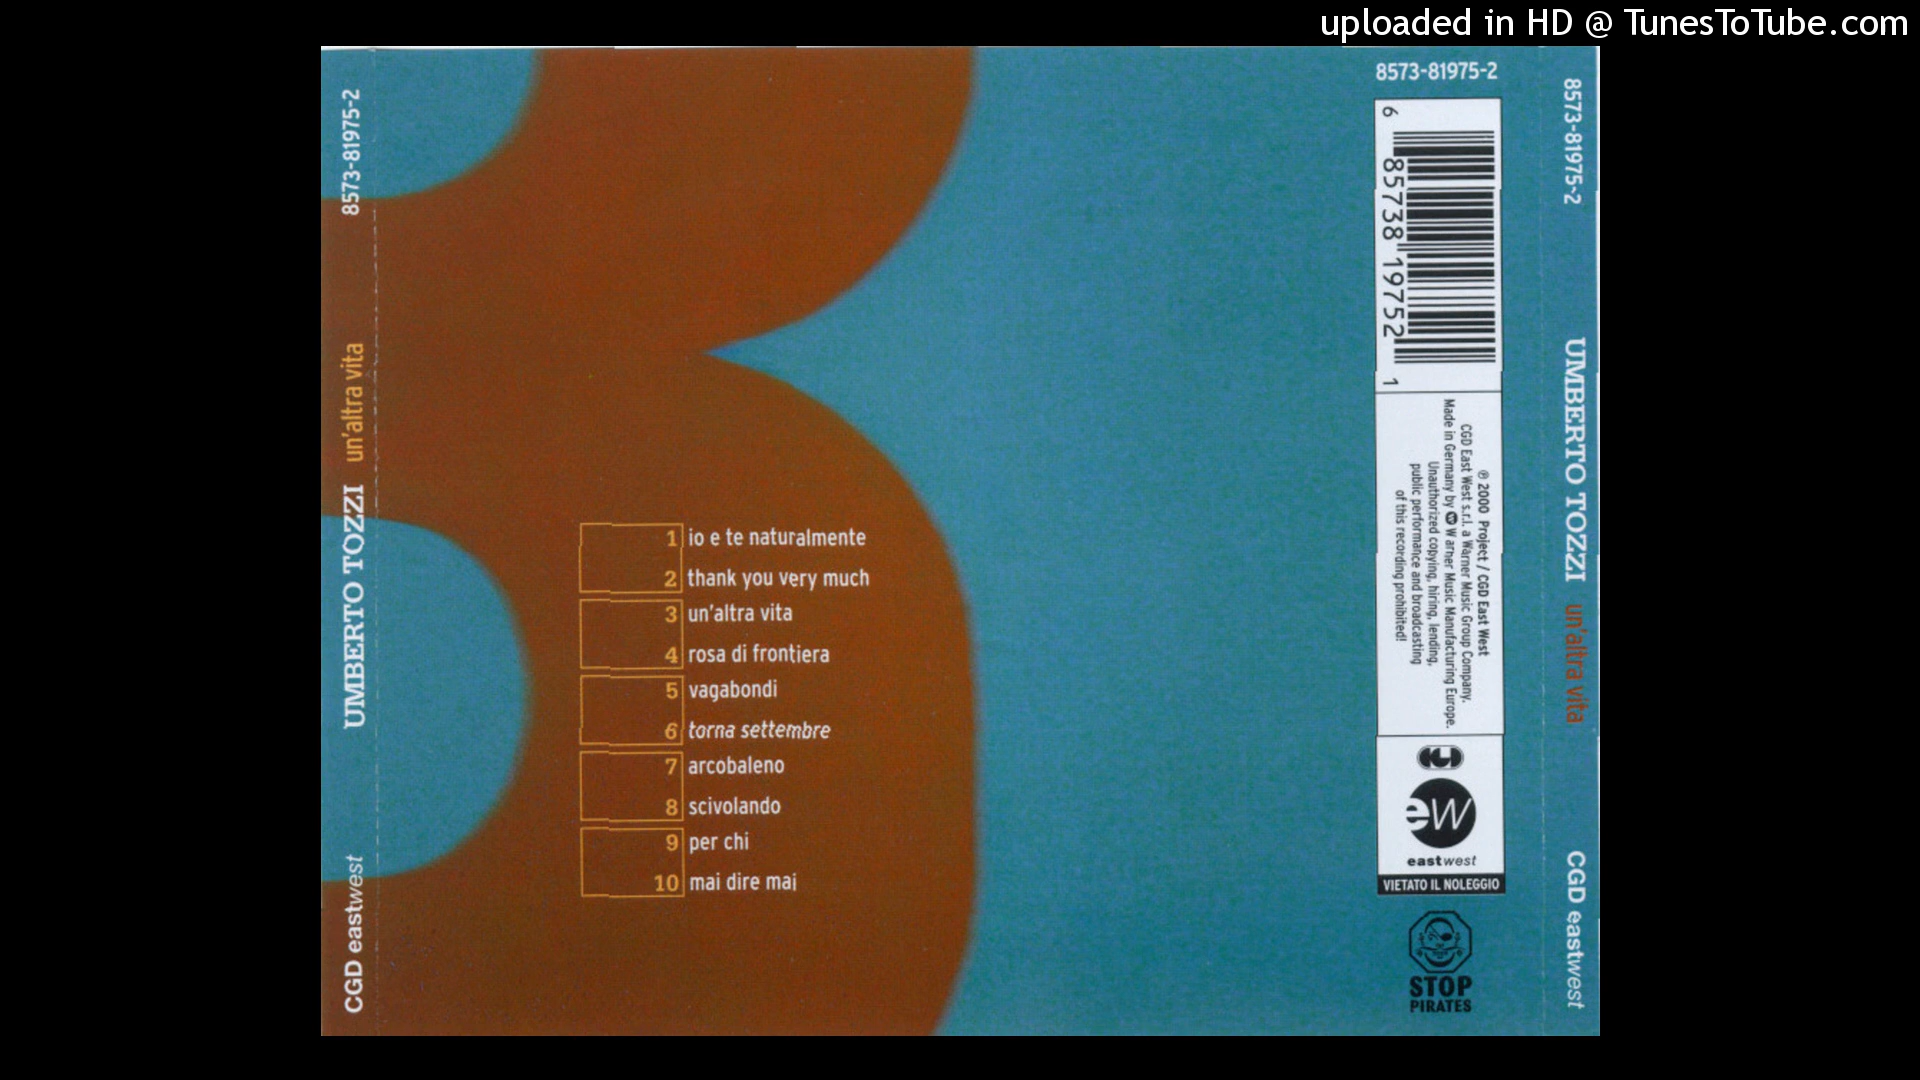 uploaded in HD @ TunesToTube.com
8573-81975-2
un'altra vita
UMBERTO TOZZI
CGD eastwest
1 io e te naturalmente
2 thank you very much
3 un'altra vita
4 rosa di frontiera
5 vagabondi
6 torna settembre
7 arcobaleno
8 scivolando
9 per chi
10 mai dire mai
8573-81975-2
6 85738 19752 1
℗ 2000 Project / CGD East West
CGD East West s.r.l. a Warner Music Group Company.
Made in Germany by W Warner Music Manufacturing Europe.
Unauthorized copying, hiring, lending,
public performance and broadcasting
of this recording prohibited!
CGD
ew
eastwest
VIETATO IL NOLEGGIO
STOP
PIRATES
8573-81975-2
UMBERTO TOZZI
un'altra vita
CGD eastwest